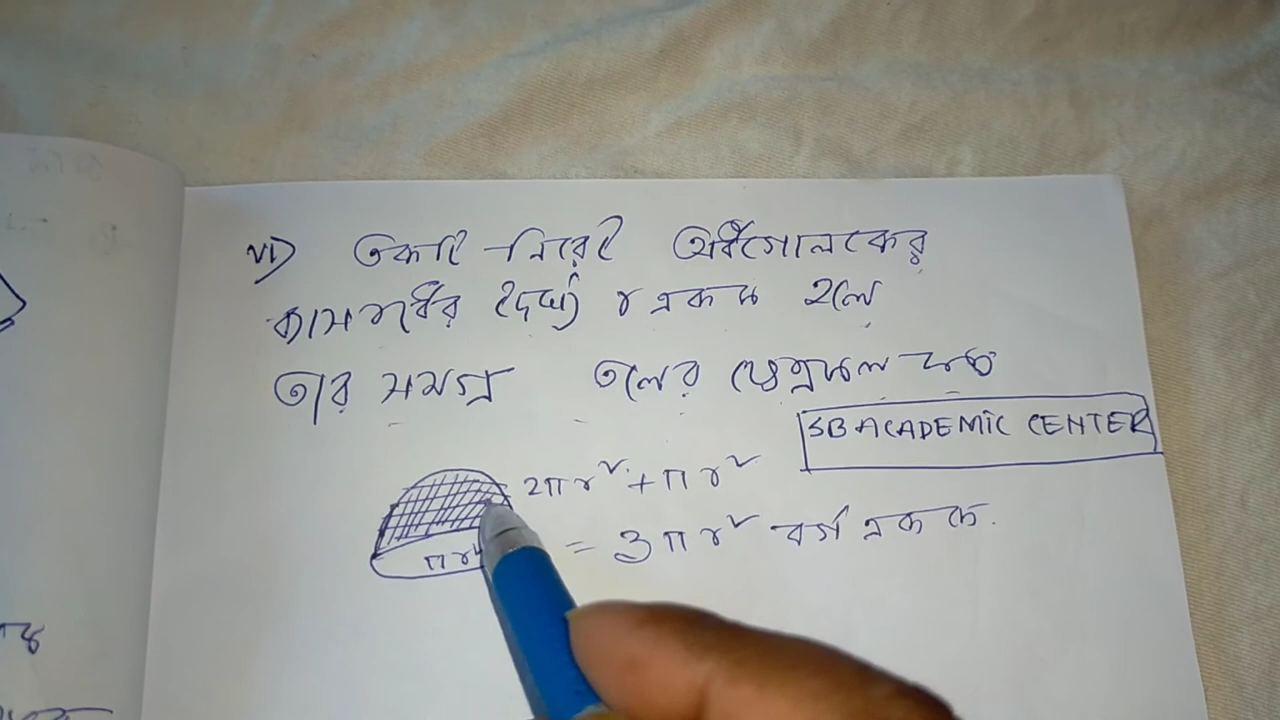 VI) একটি নিরেট অর্ধগোলকের
ব্যাসার্ধের দৈর্ঘ্য r একক হলে
তার সমগ্র তলের ক্ষেত্রফল কত
SB ACADEMIC CENTER
2πr² + πr²
πr²
= 3πr² বর্গ একক.